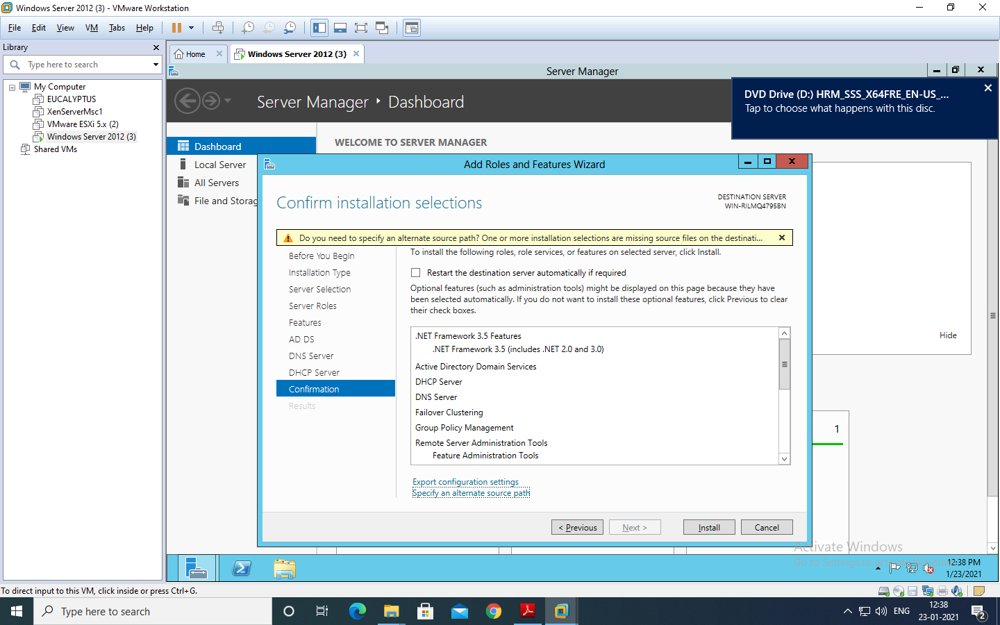 Windows Server 2012 (3) - VMware Workstation
File Edit View VM Tabs Help
Library
Type here to search
My Computer
EUCALYPTUS
XenServerMsc1
VMware ESXi 5.x (2)
Windows Server 2012 (3)
Shared VMs
Home
Windows Server 2012 (3)
Server Manager
Server Manager Dashboard
DVD Drive (D:) HRM_SSS_X64FRE_EN-US_...
Tap to choose what happens with this disc.
Dashboard
Local Server
All Servers
File and Storag
WELCOME TO SERVER MANAGER
Hide
1
Add Roles and Features Wizard
Confirm installation selections
DESTINATION SERVER
WIN-RILMQ4795BN
Do you need to specify an alternate source path? One or more installation selections are missing source files on the destinati...
Before You Begin
Installation Type
Server Selection
Server Roles
Features
AD DS
DNS Server
DHCP Server
Confirmation
Results
To install the following roles, role services, or features on selected server, click Install.
Restart the destination server automatically if required
Optional features (such as administration tools) might be displayed on this page because they have
been selected automatically. If you do not want to install these optional features, click Previous to clear
their check boxes.
.NET Framework 3.5 Features
.NET Framework 3.5 (includes .NET 2.0 and 3.0)
Active Directory Domain Services
DHCP Server
DNS Server
Failover Clustering
Group Policy Management
Remote Server Administration Tools
Feature Administration Tools
Export configuration settings
Specify an alternate source path
< Previous
Next >
Install
Cancel
Activate Windows
Go to Settings to
12:38 PM
1/23/2021
To direct input to this VM, click inside or press Ctrl+G.
Type here to search
ENG
12:38
23-01-2021
2